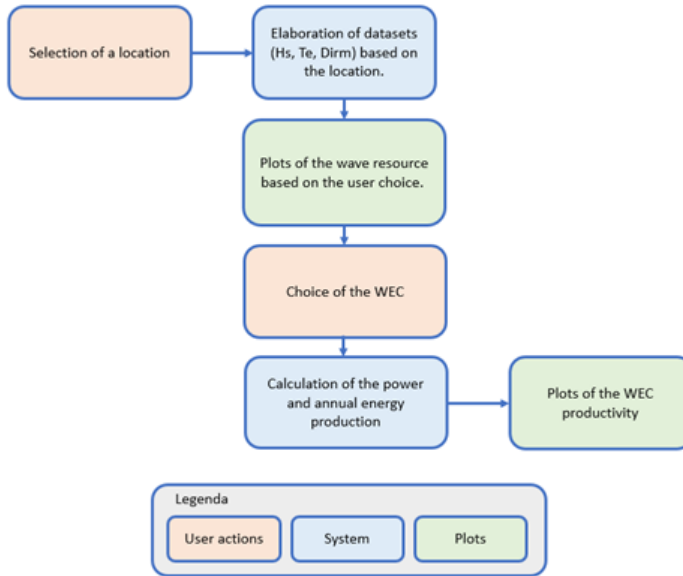 Selection of a location
Elaboration of datasets
(Hs, Te, Dirm) based on
the location.
Plots of the wave resource
based on the user choice.
Choice of the WEC
Calculation of the power
and annual energy
production
Plots of the WEC
productivity
Legenda
User actions
System
Plots